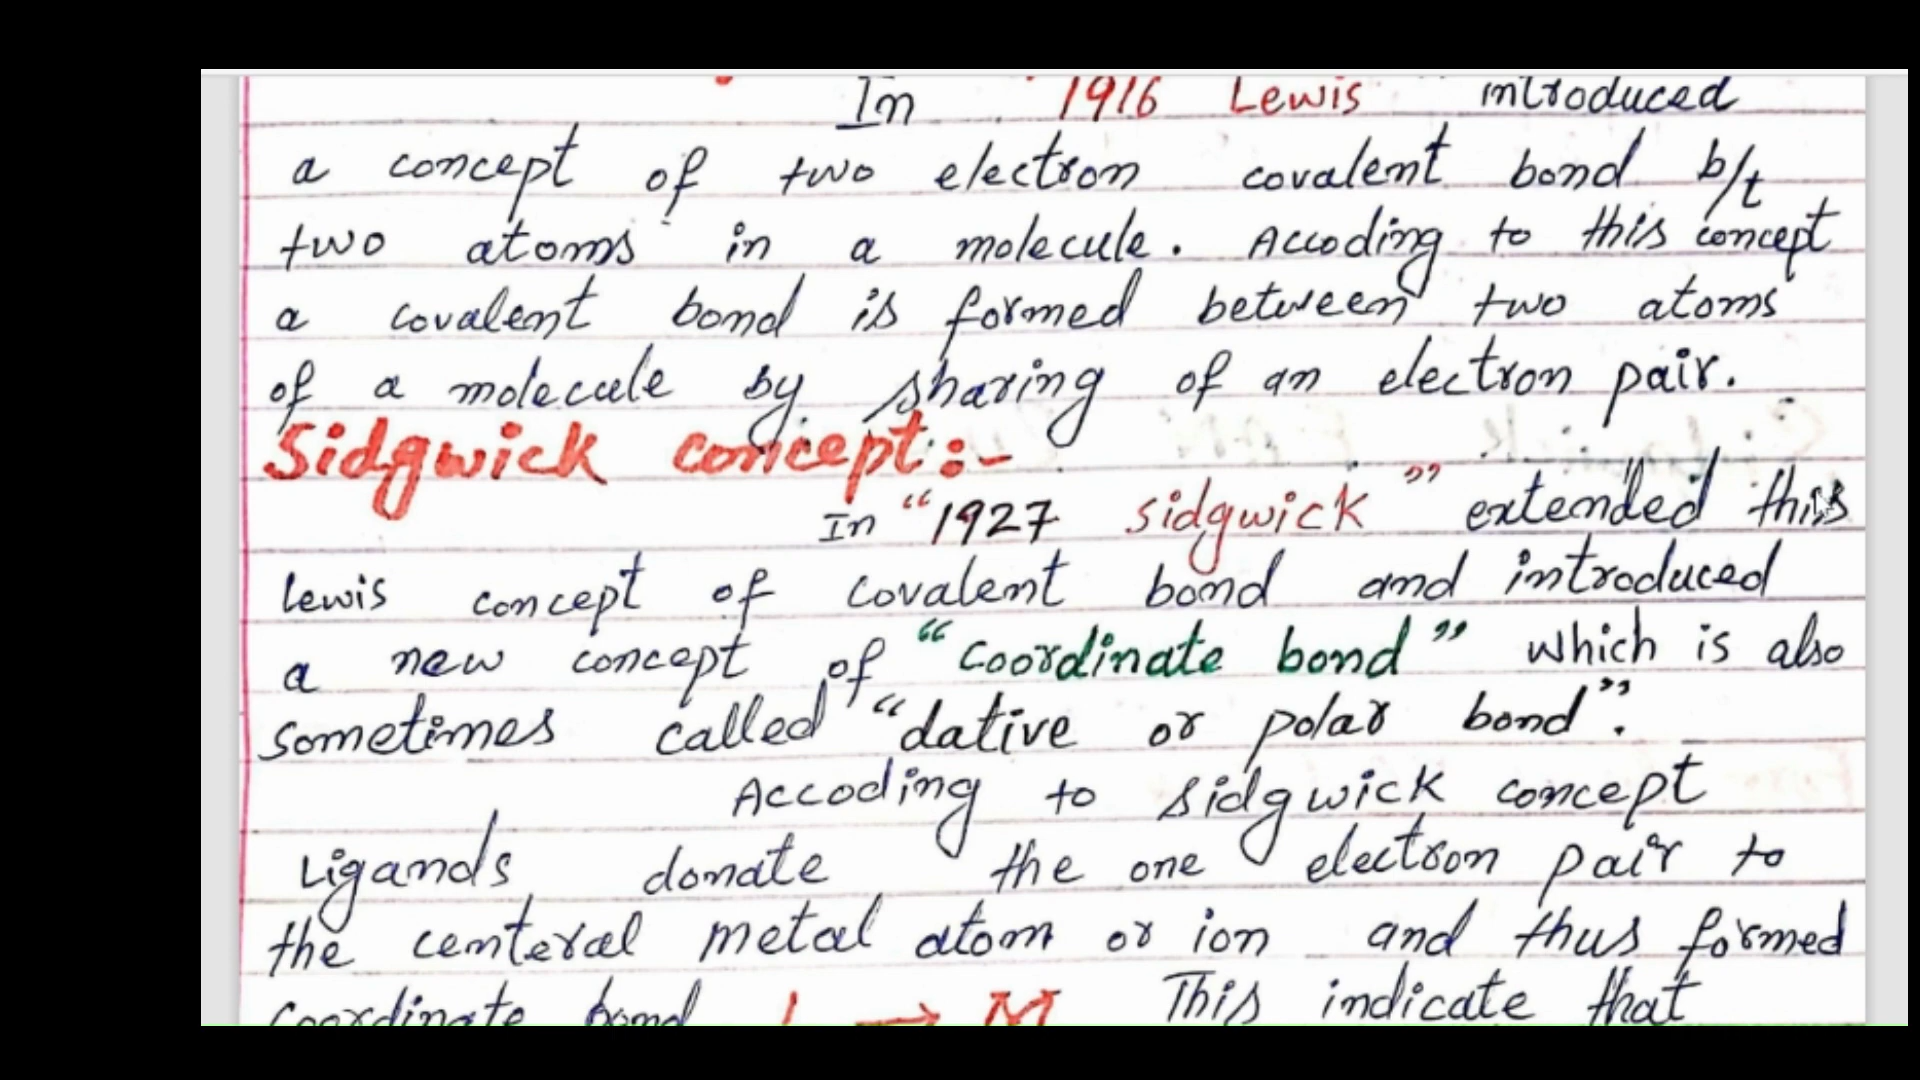 In "1916 Lewis" introduced
a concept of two electron covalent bond b/t
two atoms in a molecule. Accoding to this concept
a covalent bond is formed between two atoms
of a molecule by sharing of an electron pair.
Sidgwick concept:-
In "1927 Sidgwick" extended this
lewis concept of covalent bond and introduced
a new concept of "coordinate bond" which is also
sometimes called "dative or polar bond".
Accoding to sidgwick concept
Ligands donate the one electron pair to
the centeral metal atom or ion and thus formed
coordinate bond L → M This indicate that